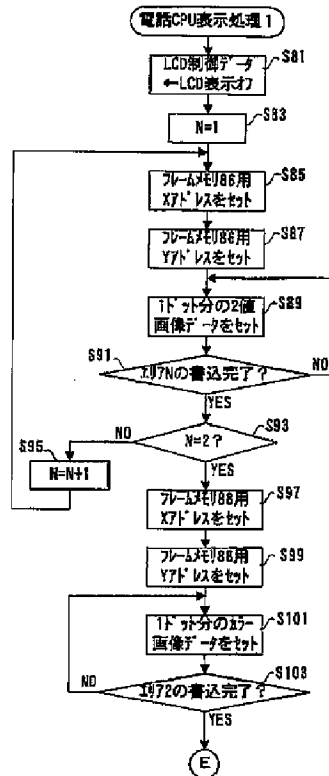 電話CPU表示処理1
S81
LCD制御データ
←LCD表示オフ
S83
N=1
S85
フレームメモリ86用
Xアドレスをセット
S87
フレームメモリ86用
Yアドレスをセット
S89
1ドット分の2値
画像データをセット
S91
エリアNの書込完了?
NO
YES
S93
N=2?
NO
S95
N=N+1
YES
S97
フレームメモリ88用
Xアドレスをセット
S99
フレームメモリ88用
Yアドレスをセット
S101
1ドット分のカラー
画像データをセット
S103
エリア2の書込完了?
NO
YES
E